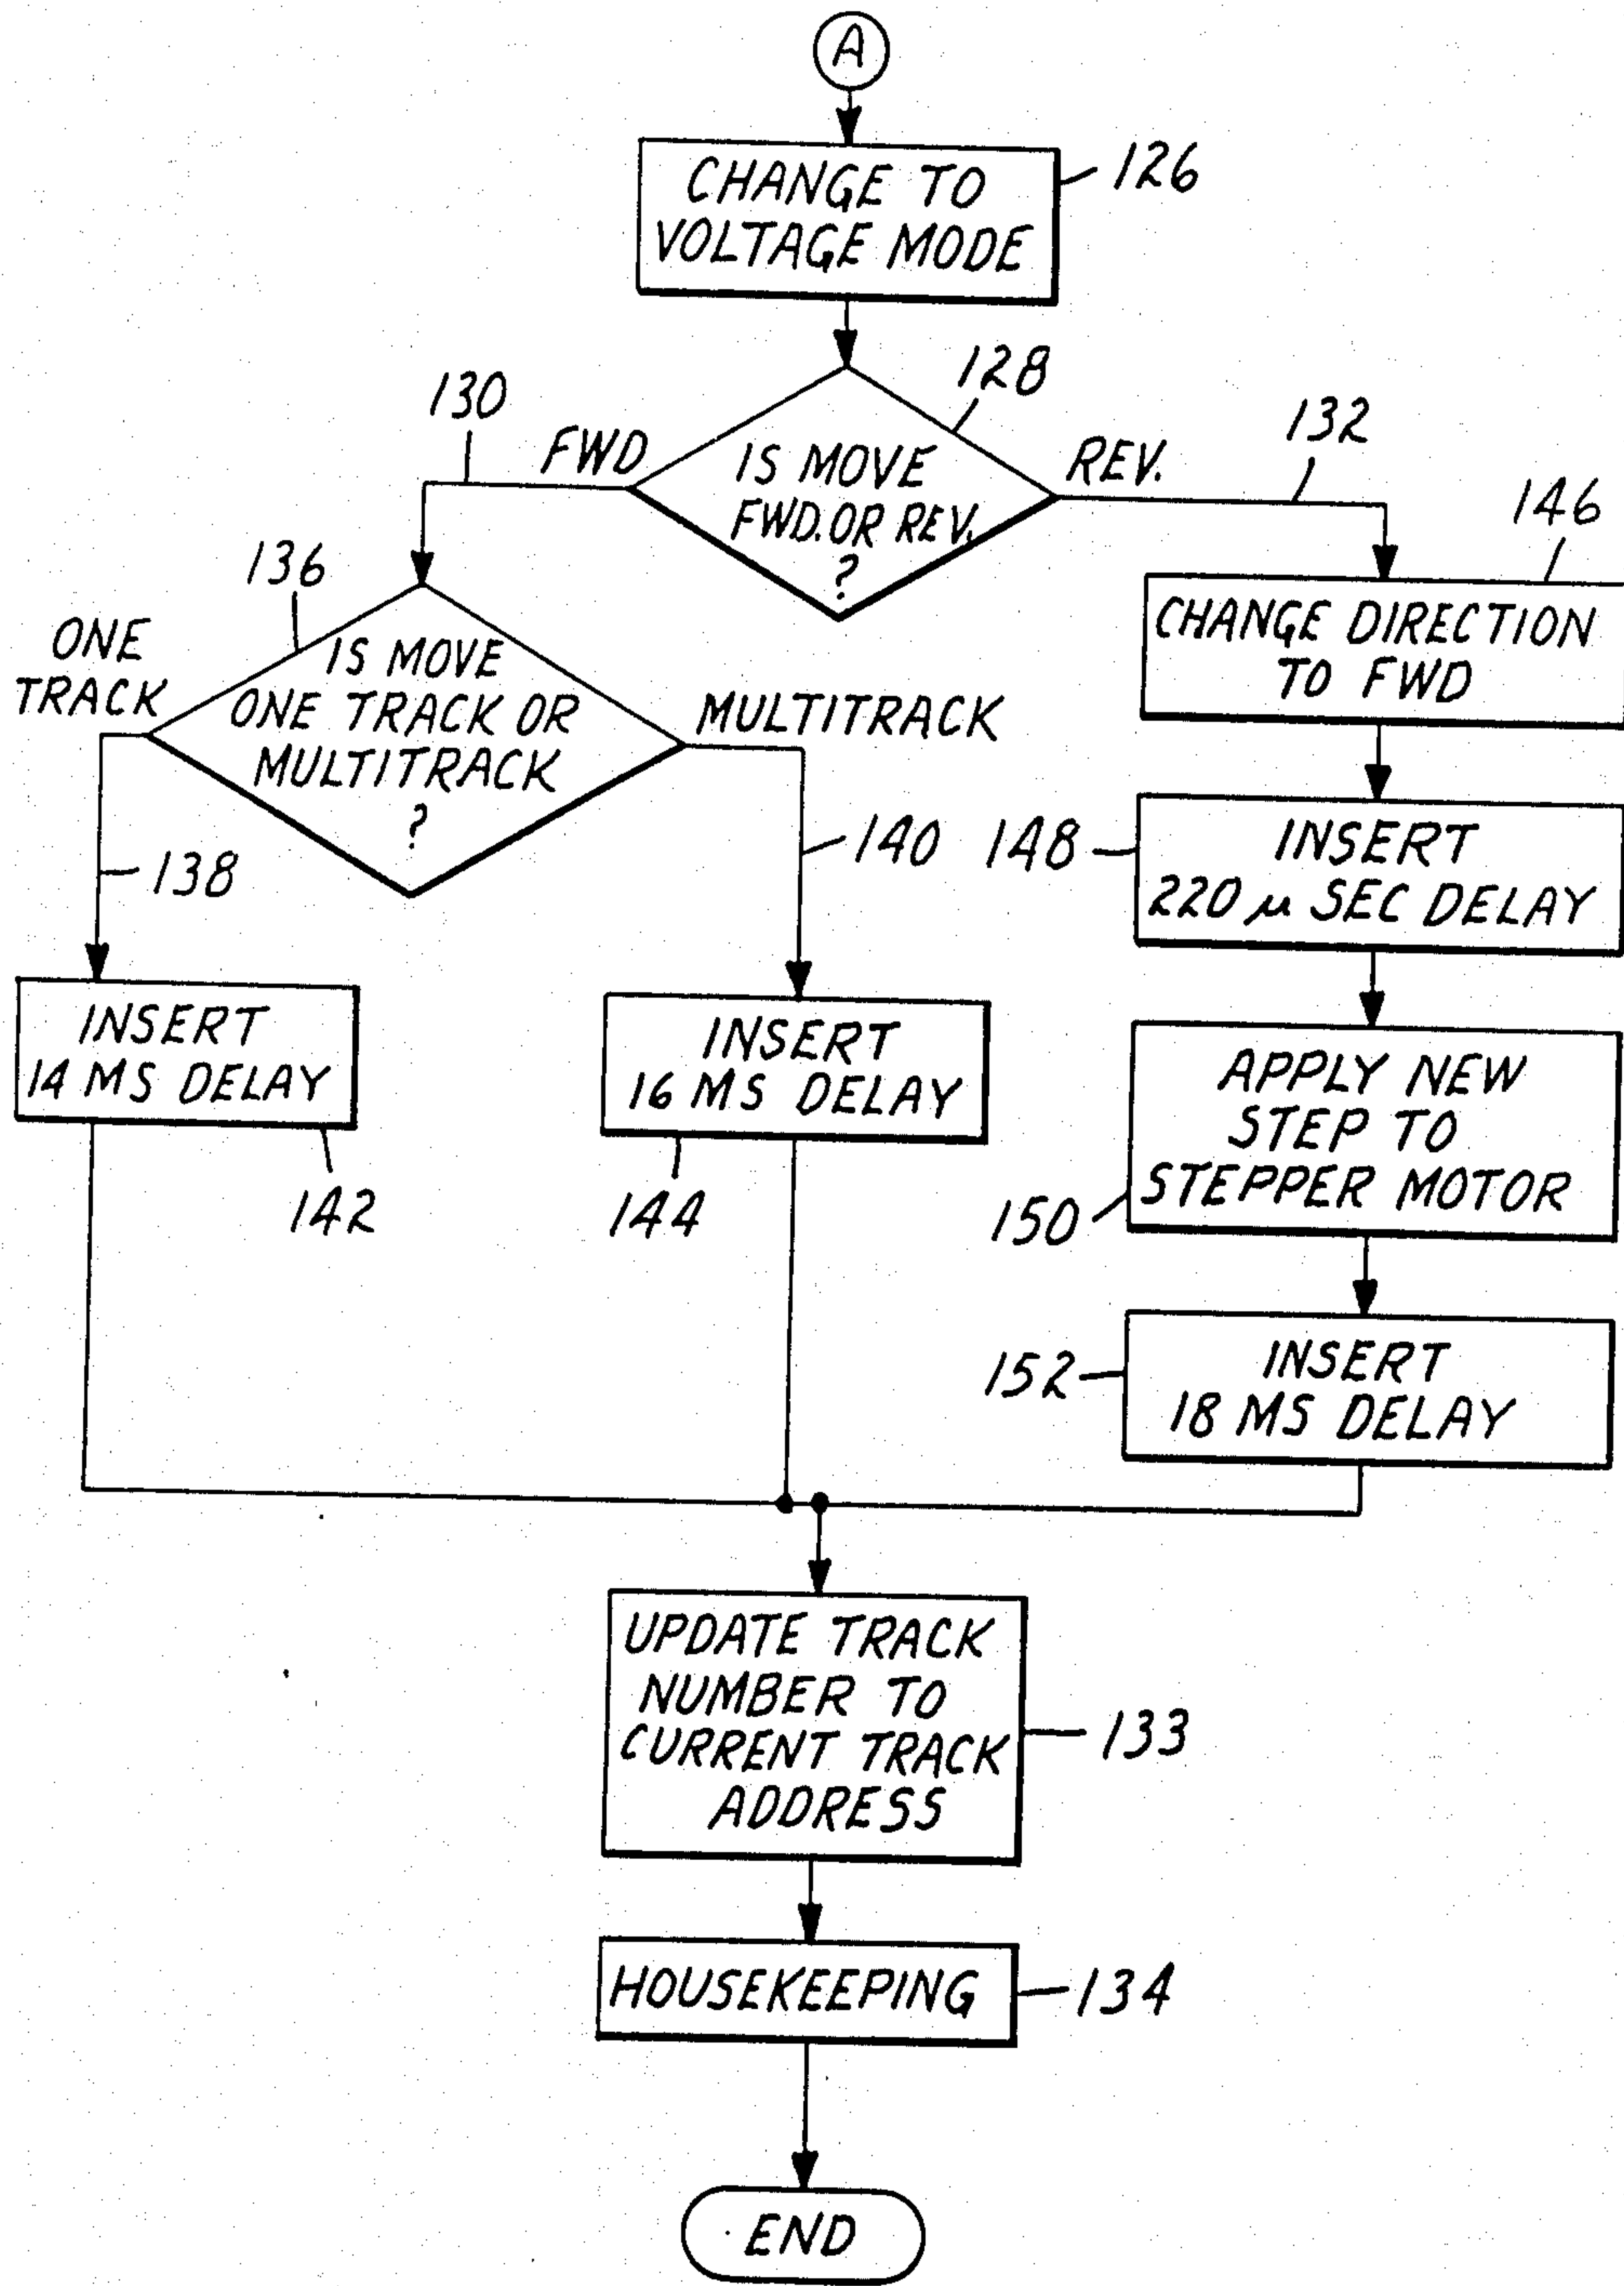 A
CHANGE TO
VOLTAGE MODE
126
128
130
FWD
IS MOVE
FWD. OR REV.
?
REV.
132
146
136
ONE
TRACK
IS MOVE
ONE TRACK OR
MULTITRACK
?
MULTITRACK
CHANGE DIRECTION
TO FWD
138
140
148
INSERT
220 μ SEC DELAY
INSERT
14 MS DELAY
142
INSERT
16 MS DELAY
144
APPLY NEW
STEP TO
STEPPER MOTOR
150
152
INSERT
18 MS DELAY
UPDATE TRACK
NUMBER TO
CURRENT TRACK
ADDRESS
133
HOUSEKEEPING
134
END